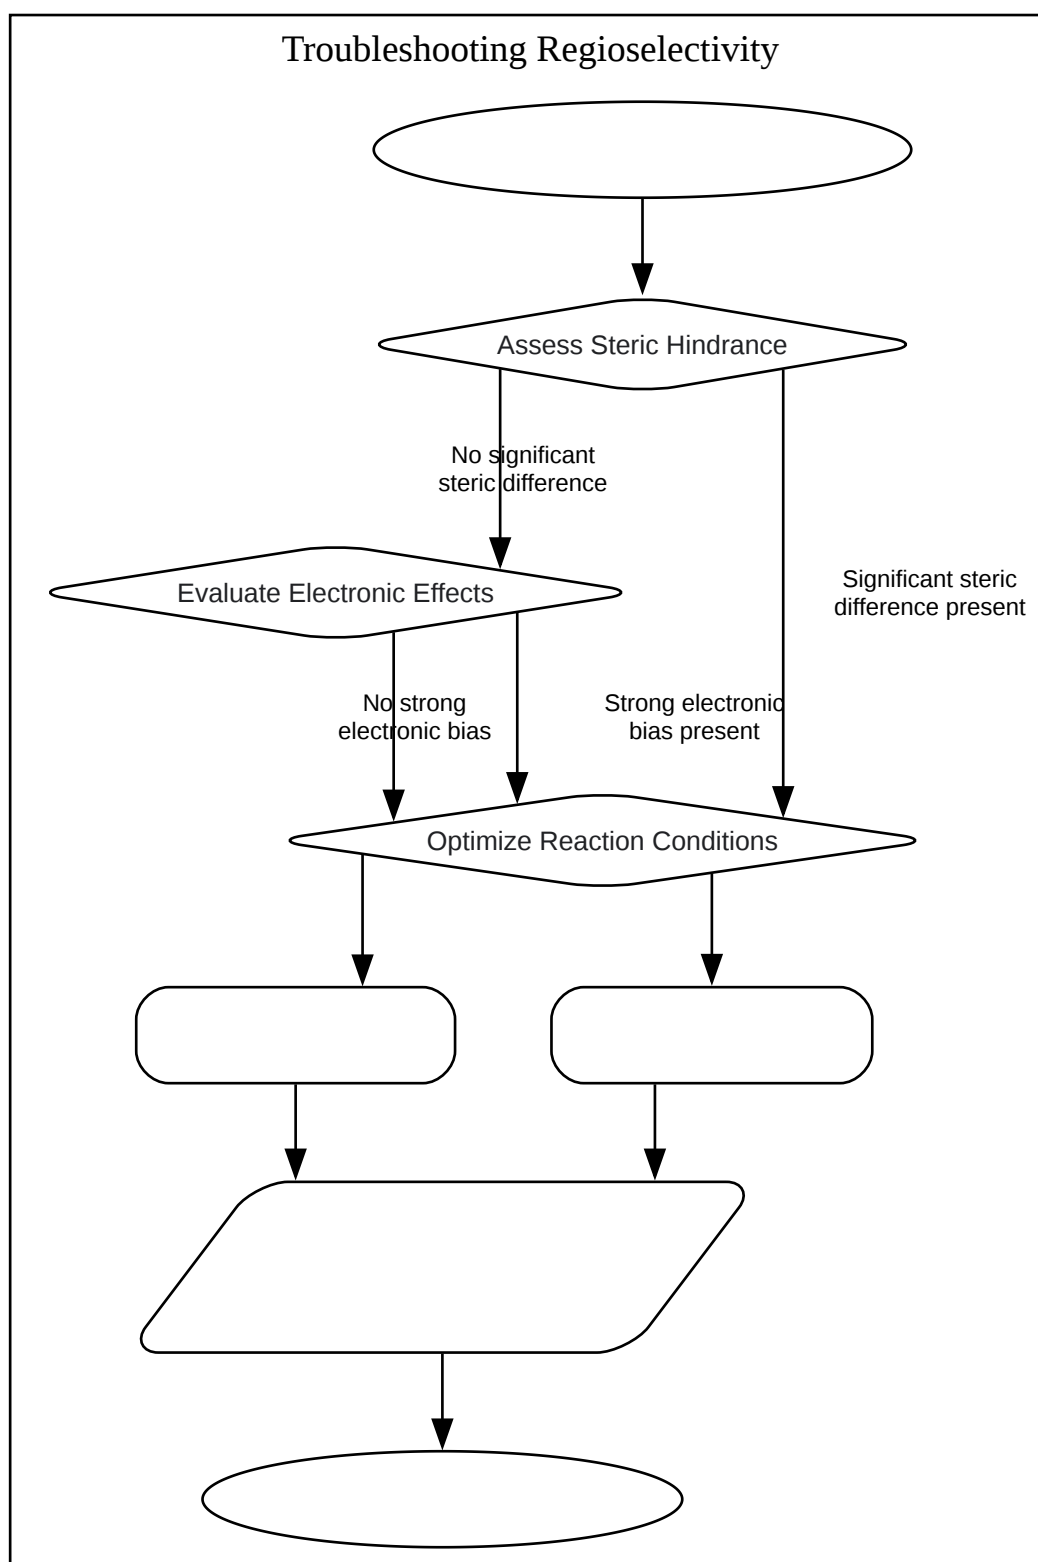 Troubleshooting Regioselectivity
Assess Steric Hindrance
No significant
steric difference
Evaluate Electronic Effects
Significant steric
difference present
No strong
electronic bias
Strong electronic
bias present
Optimize Reaction Conditions